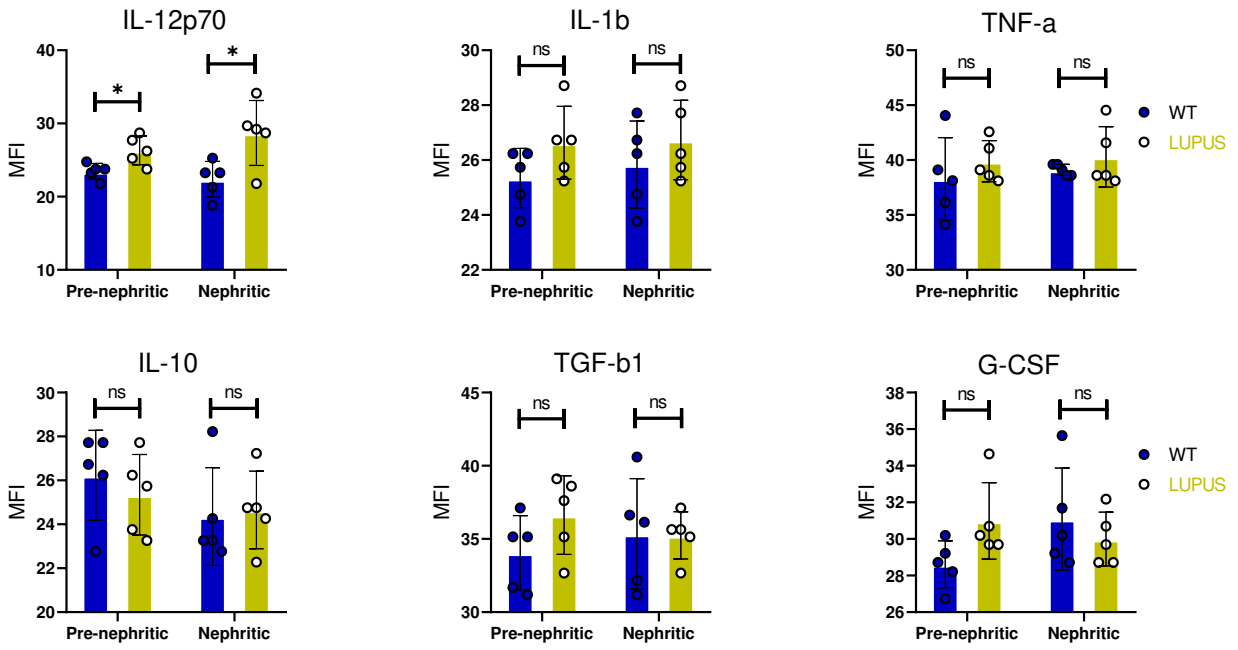 IL-12p70
MFI
40
30
20
10
*
*
Pre-nephritic
Nephritic
IL-1b
MFI
30
28
26
24
22
ns
ns
Pre-nephritic
Nephritic
TNF-a
MFI
50
45
40
35
30
ns
ns
Pre-nephritic
Nephritic
WT
LUPUS
IL-10
MFI
30
28
26
24
22
20
ns
ns
Pre-nephritic
Nephritic
TGF-b1
MFI
45
40
35
30
ns
ns
Pre-nephritic
Nephritic
G-CSF
MFI
38
36
34
32
30
28
26
ns
ns
Pre-nephritic
Nephritic
WT
LUPUS